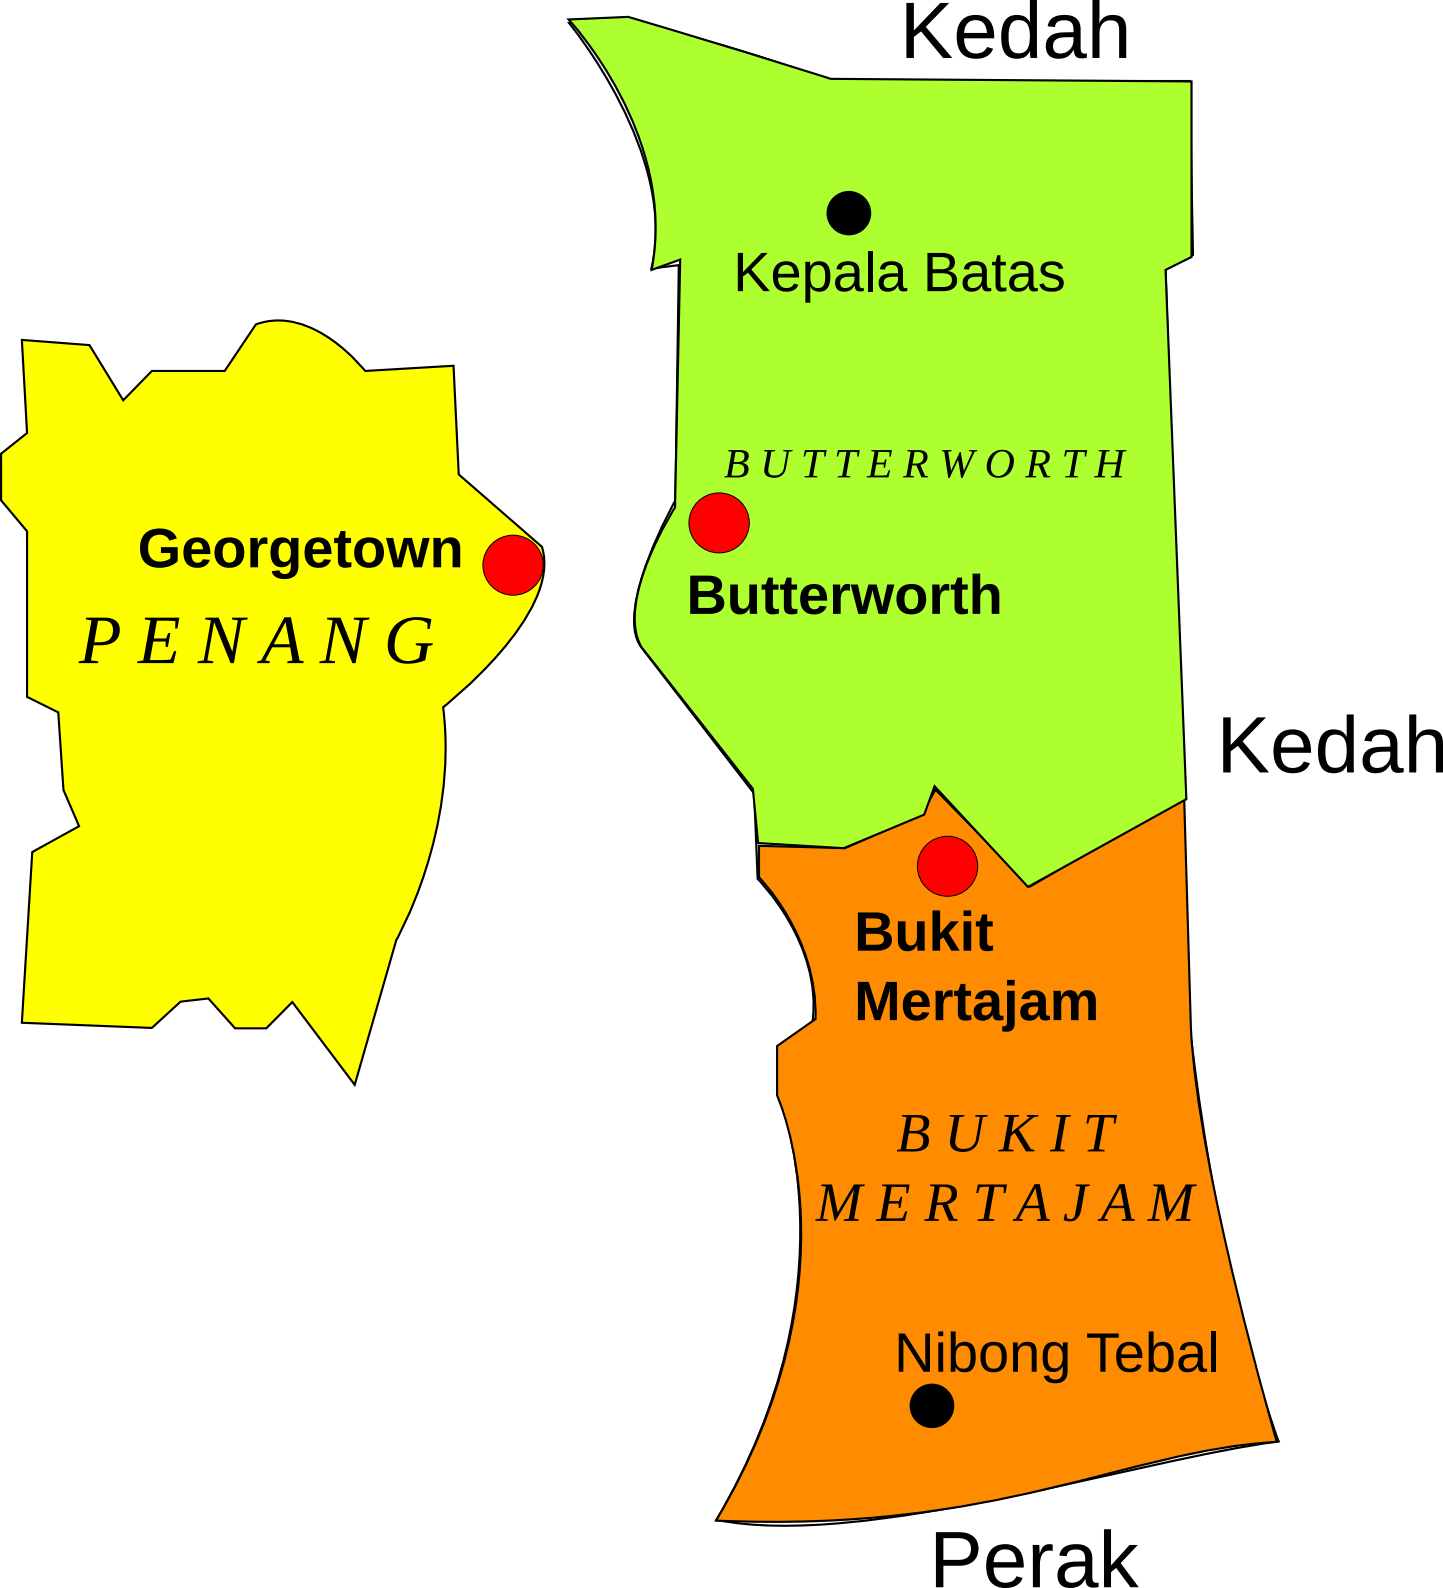 Kedah
Kepala Batas
BUTTERWORTH
Georgetown
Butterworth
PENANG
Kedah
Bukit
Mertajam
BUKIT
MERTAJAM
Nibong Tebal
Perak